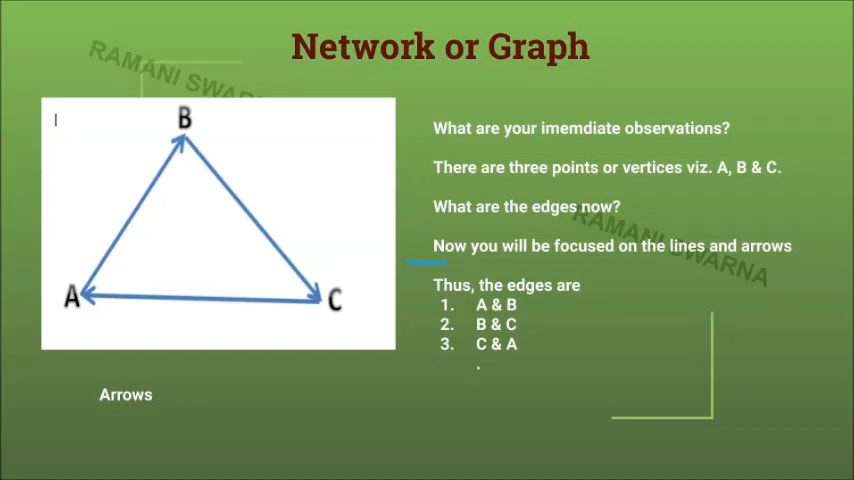 Network or Graph
RAMANI SWAR
I
B
A
C
What are your imemdiate observations?
There are three points or vertices viz. A, B & C.
What are the edges now?
RAMANI SWARNA
Now you will be focused on the lines and arrows
Thus, the edges are
1. A & B
2. B & C
3. C & A
.
Arrows